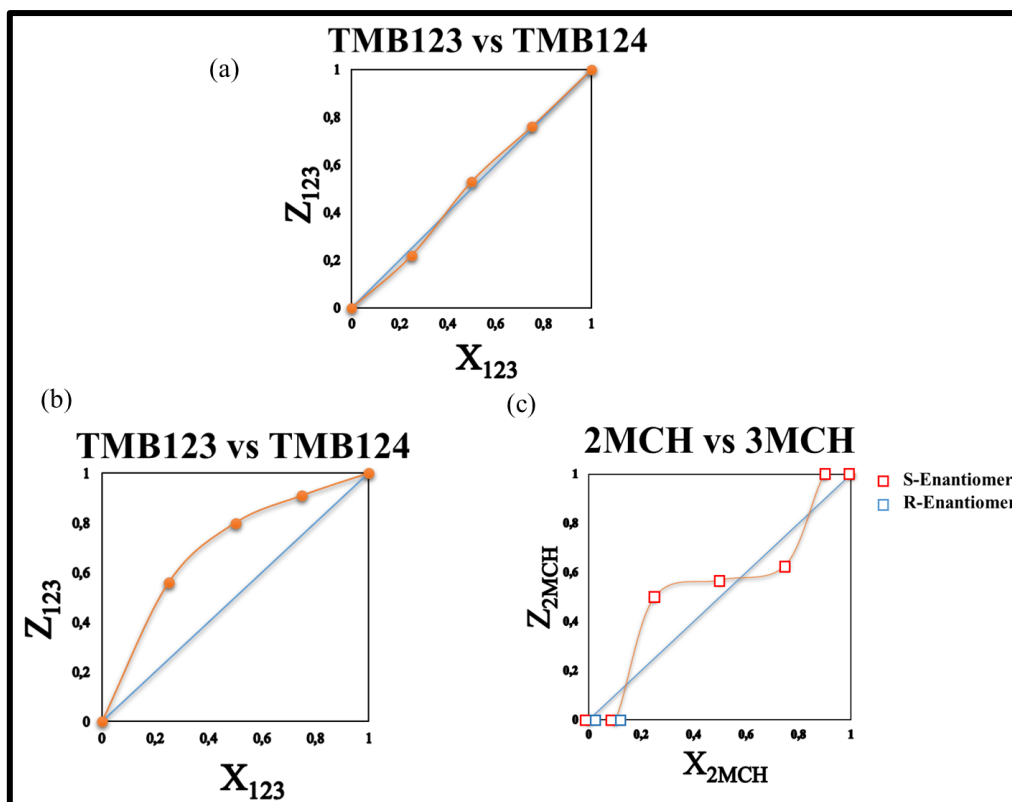 TMB123 vs TMB124
(a)
1
0,8
0,6
0,4
0,2
0
Z123
0 0,2 0,4 0,6 0,8 1
X123
(b)
TMB123 vs TMB124
1
0,8
0,6
0,4
0,2
0
Z123
0 0,2 0,4 0,6 0,8 1
X123
(c)
2MCH vs 3MCH
1
0,8
0,6
0,4
0,2
0
Z2MCH
0 0,2 0,4 0,6 0,8 1
X2MCH
S-Enantiomer
R-Enantiomer